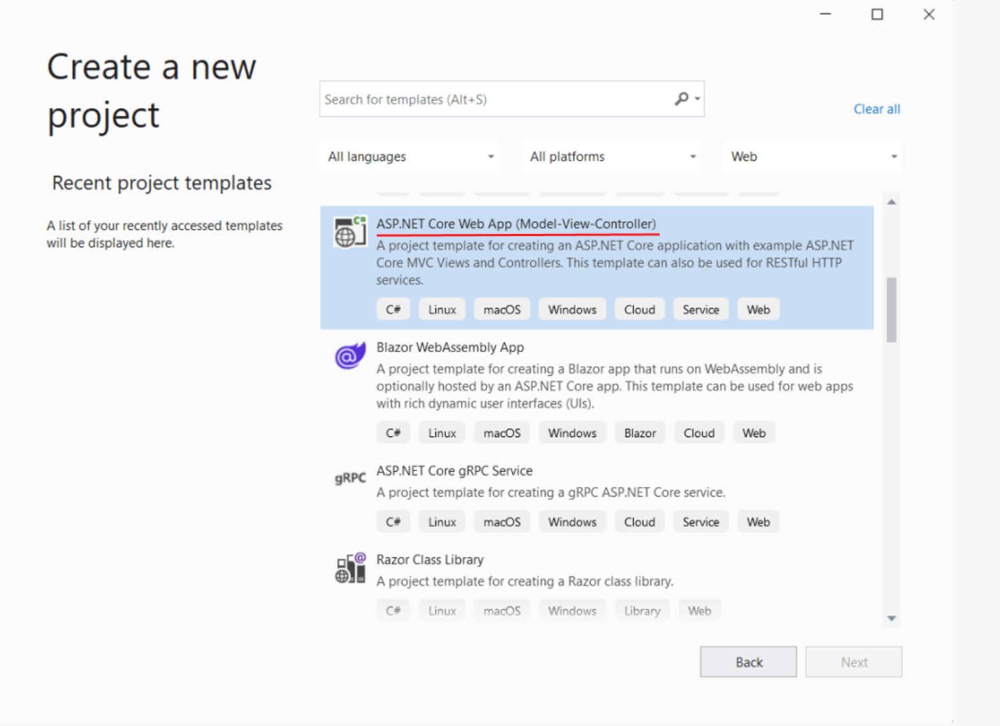 Create a new
project
Search for templates (Alt+S)
Clear all
All languages
All platforms
Web
Recent project templates
A list of your recently accessed templates
will be displayed here.
C#
ASP.NET Core Web App (Model-View-Controller)
A project template for creating an ASP.NET Core application with example ASP.NET
Core MVC Views and Controllers. This template can also be used for RESTful HTTP
services.
C# Linux macOS Windows Cloud Service Web
@
Blazor WebAssembly App
A project template for creating a Blazor app that runs on WebAssembly and is
optionally hosted by an ASP.NET Core app. This template can be used for web apps
with rich dynamic user interfaces (UIs).
C# Linux macOS Windows Blazor Cloud Web
gRPC
ASP.NET Core gRPC Service
A project template for creating a gRPC ASP.NET Core service.
C# Linux macOS Windows Cloud Service Web
@
Razor Class Library
A project template for creating a Razor class library.
C# Linux macOS Windows Library Web
Back
Next